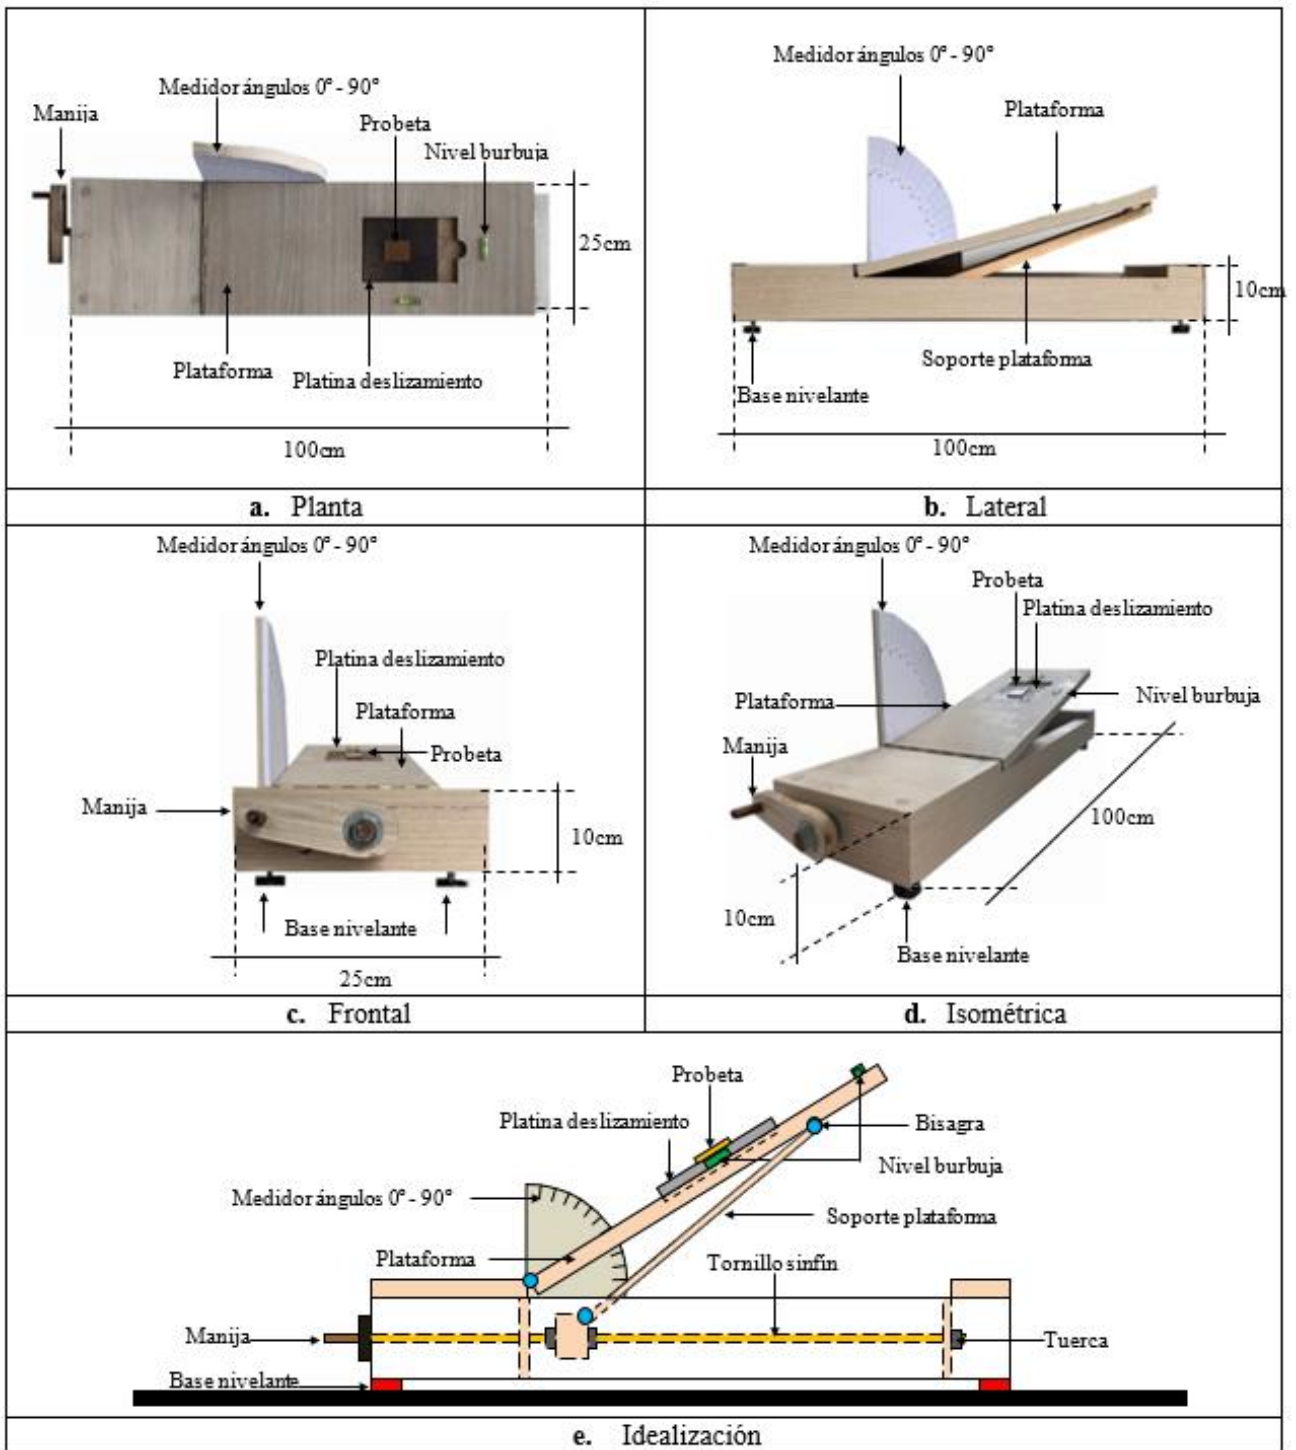 Medidor ángulos 0° - 90°
Manija
Probeta
Nivel burbuja
25cm
Plataforma
Platina deslizamiento
100cm
a. Planta
Medidor ángulos 0° - 90°
Plataforma
10cm
Soporte plataforma
Base nivelante
100cm
b. Lateral
Medidor ángulos 0° - 90°
Platina deslizamiento
Plataforma
Probeta
Manija
10cm
Base nivelante
25cm
c. Frontal
Medidor ángulos 0° - 90°
Probeta
Platina deslizamiento
Plataforma
Nivel burbuja
Manija
100cm
10cm
Base nivelante
d. Isométrica
Probeta
Platina deslizamiento
Bisagra
Nivel burbuja
Medidor ángulos 0° - 90°
Soporte plataforma
Plataforma
Tornillo sinfín
Manija
Tuerca
Base nivelante
e. Idealización